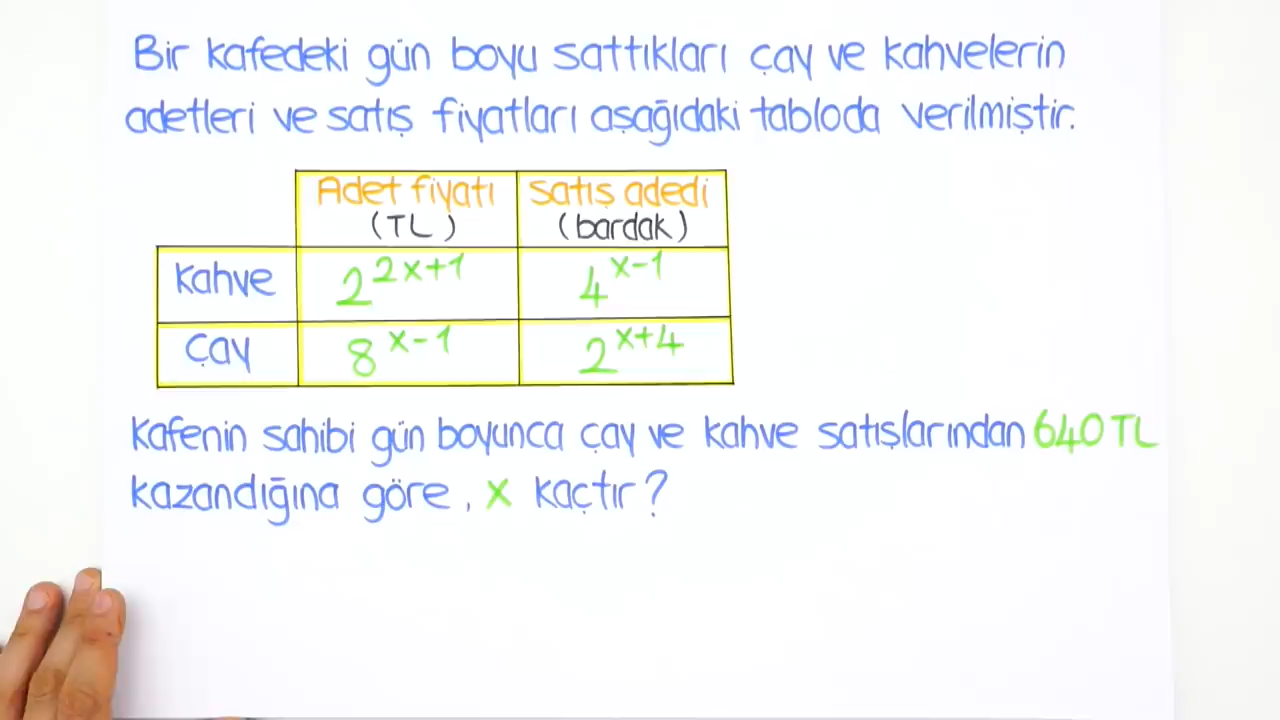 Bir kafedeki gün boyu sattıkları çay ve kahvelerin
adetleri ve satış fiyatları aşağıdaki tabloda verilmiştir.
Adet fiyatı (TL) Satış adedi (bardak)
Kahve 2^(2x+1) 4^(x-1)
Çay 8^(x-1) 2^(x+4)
Kafenin sahibi gün boyunca çay ve kahve satışlarından 640 TL
kazandığına göre, x kaçtır?